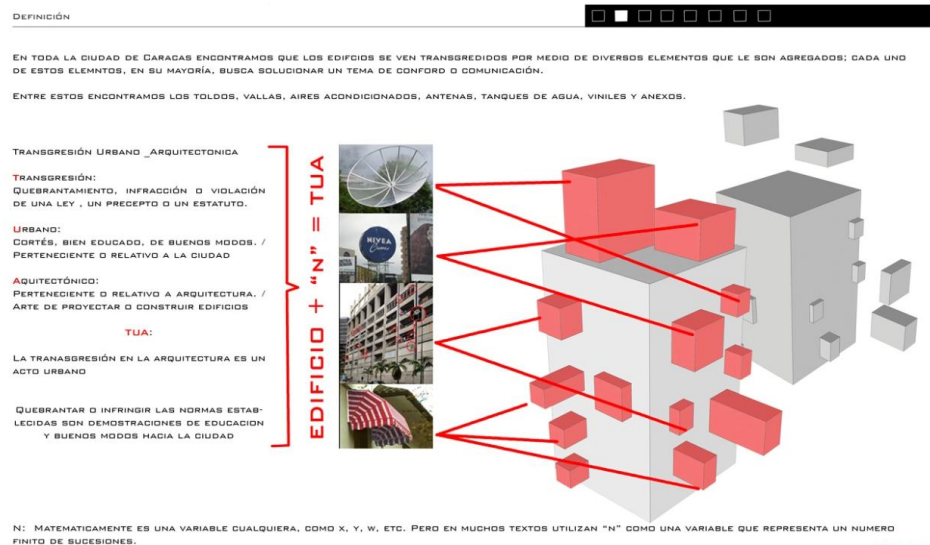 Definición
En toda la ciudad de Caracas encontramos que los edifcios se ven transgredidos por medio de diversos elementos que le son agregados; cada uno
de estos elemntos, en su mayoría, busca solucionar un tema de conford o comunicación.
Entre estos encontramos los toldos, vallas, aires acondicionados, antenas, tanques de agua, viniles y anexos.
Transgresión Urbano _Arquitectonica
Transgresión:
Quebrantamiento, infracción o violación
de una ley , un precepto o un estatuto.
Urbano:
Cortés, bien educado, de buenos modos. /
Perteneciente o relativo a la ciudad
Aquitectónico:
Perteneciente o relativo a arquitectura. /
Arte de proyectar o construir edificios
TUA:
La tranasgresión en la arquitectura es un
acto urbano
Quebrantar o infringir las normas estab-
lecidas son demostraciones de educacion
y buenos modos hacia la ciudad
EDIFICIO + "N" = TUA
NIVEA
Creme
N: Matematicamente es una variable cualquiera, como x, y, w, etc. Pero en muchos textos utilizan "n" como una variable que representa un numero
finito de sucesiones.